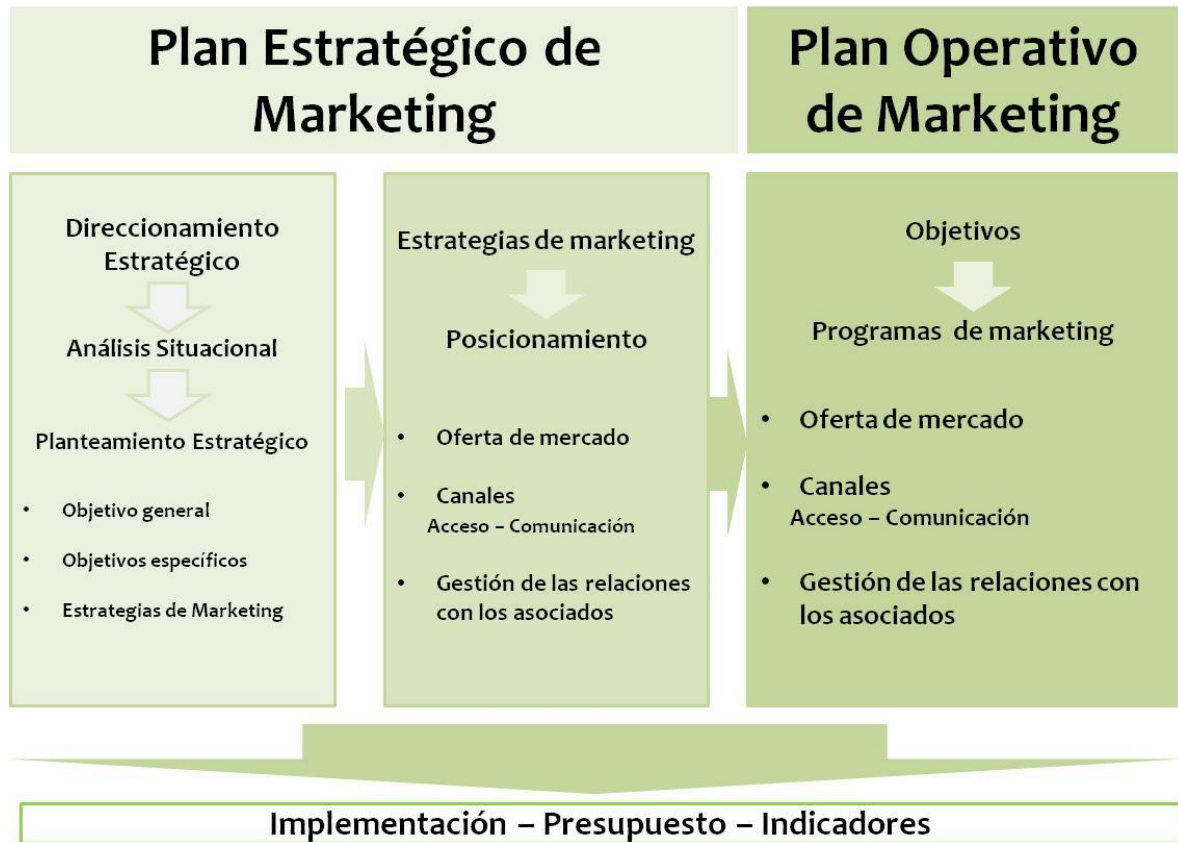 Plan Estratégico de
Marketing
Plan Operativo
de Marketing
Direccionamiento
Estratégico
Análisis Situacional
Planteamiento Estratégico
• Objetivo general
• Objetivos específicos
• Estrategias de Marketing
Estrategias de marketing
Posicionamiento
• Oferta de mercado
• Canales
Acceso – Comunicación
• Gestión de las relaciones
con los asociados
Objetivos
Programas de marketing
• Oferta de mercado
• Canales
Acceso – Comunicación
• Gestión de las relaciones con
los asociados
Implementación – Presupuesto – Indicadores